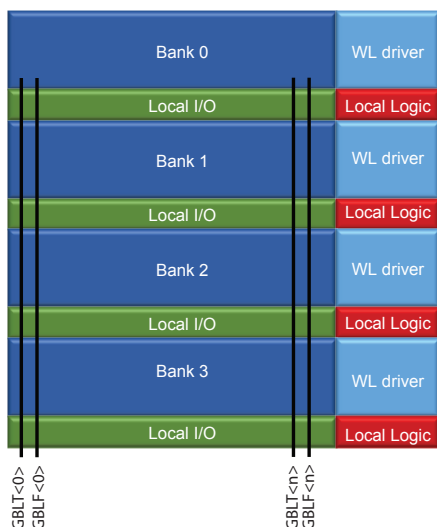 Bank 0
WL driver
Local I/O
Local Logic
Bank 1
WL driver
Local I/O
Local Logic
Bank 2
WL driver
Local I/O
Local Logic
Bank 3
WL driver
Local I/O
Local Logic
GBLT<0>
GBLF<0>
GBLT<n>
GBLF<n>